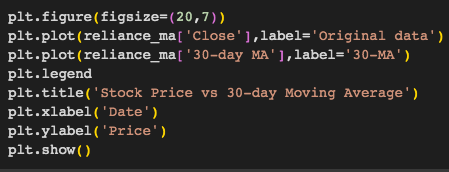 plt.figure(figsize=(20,7))
plt.plot(reliance_ma['Close'],label='Original data')
plt.plot(reliance_ma['30-day MA'],label='30-MA')
plt.legend
plt.title('Stock Price vs 30-day Moving Average')
plt.xlabel('Date')
plt.ylabel('Price')
plt.show()